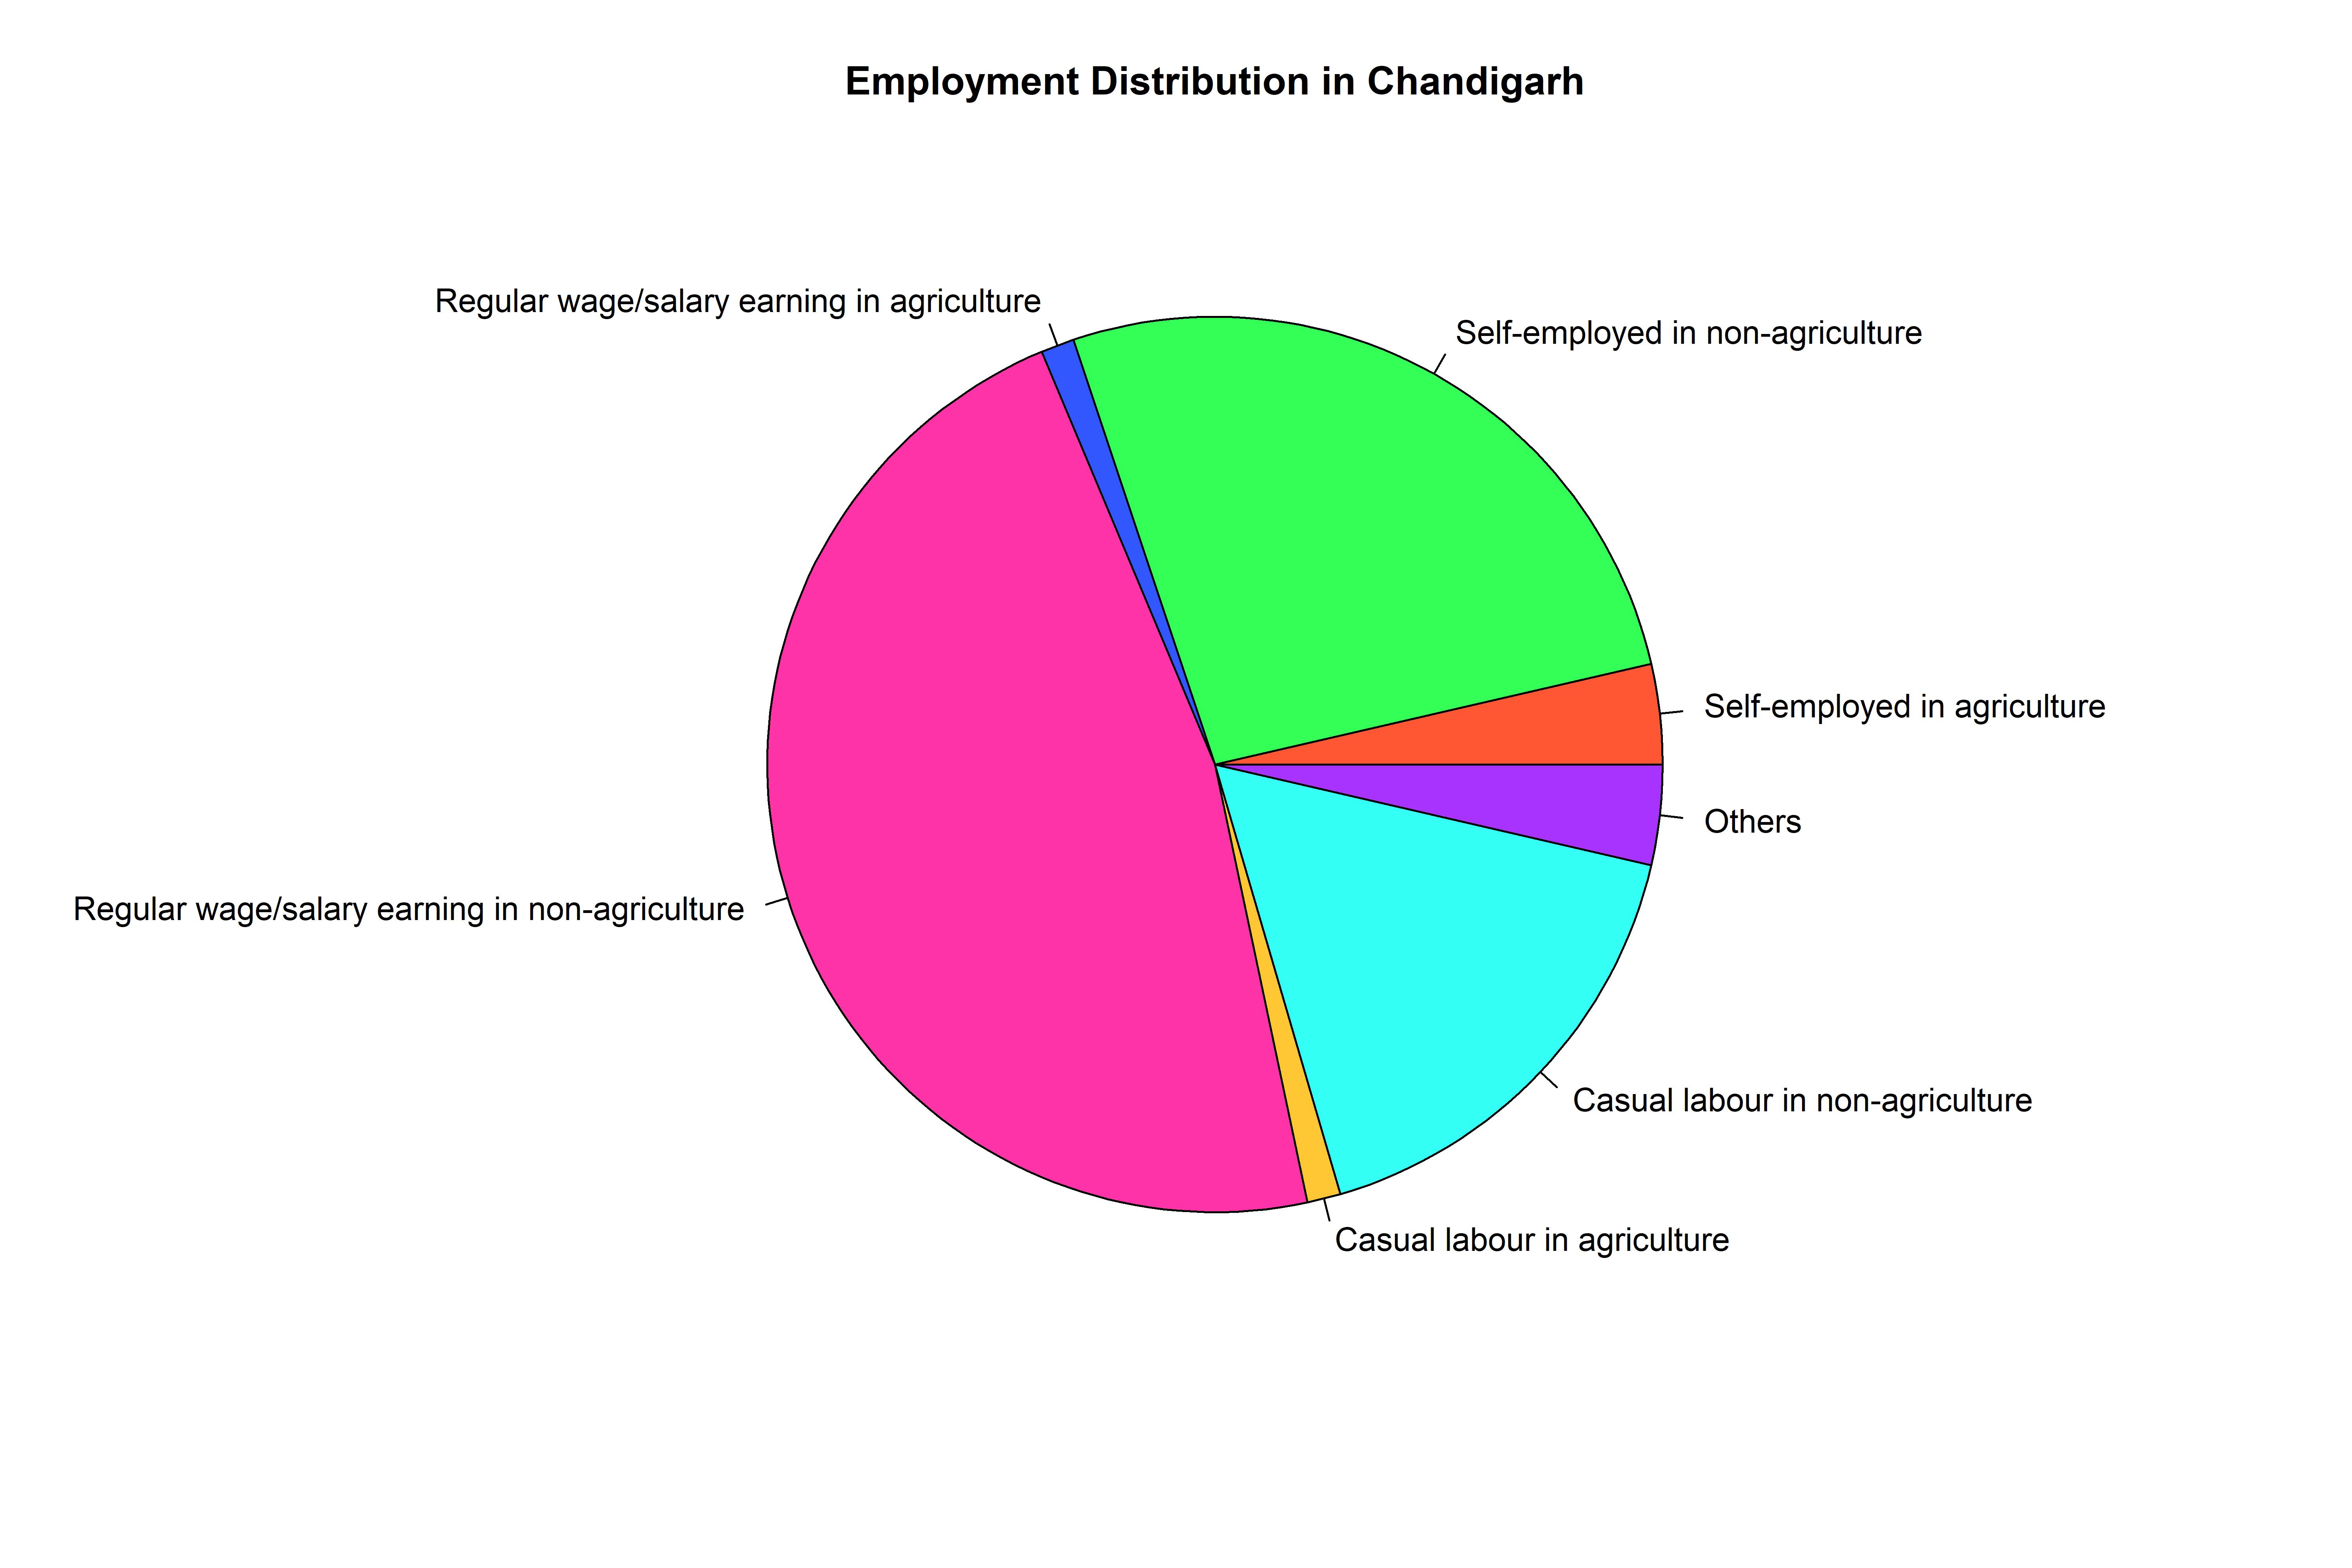 Employment Distribution in Chandigarh
Regular wage/salary earning in agriculture
Self-employed in non-agriculture
Self-employed in agriculture
Others
Regular wage/salary earning in non-agriculture
Casual labour in non-agriculture
Casual labour in agriculture